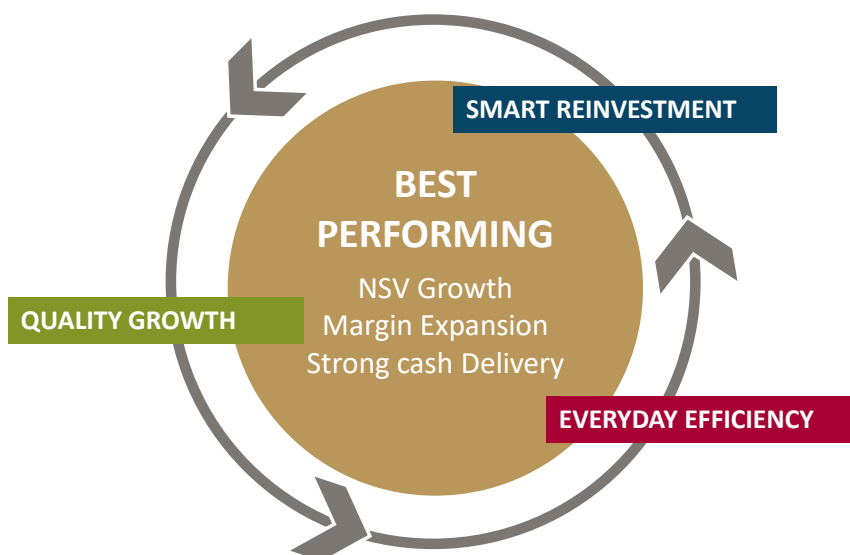 SMART REINVESTMENT
BEST
PERFORMING
NSV Growth
Margin Expansion
Strong cash Delivery
QUALITY GROWTH
EVERYDAY EFFICIENCY